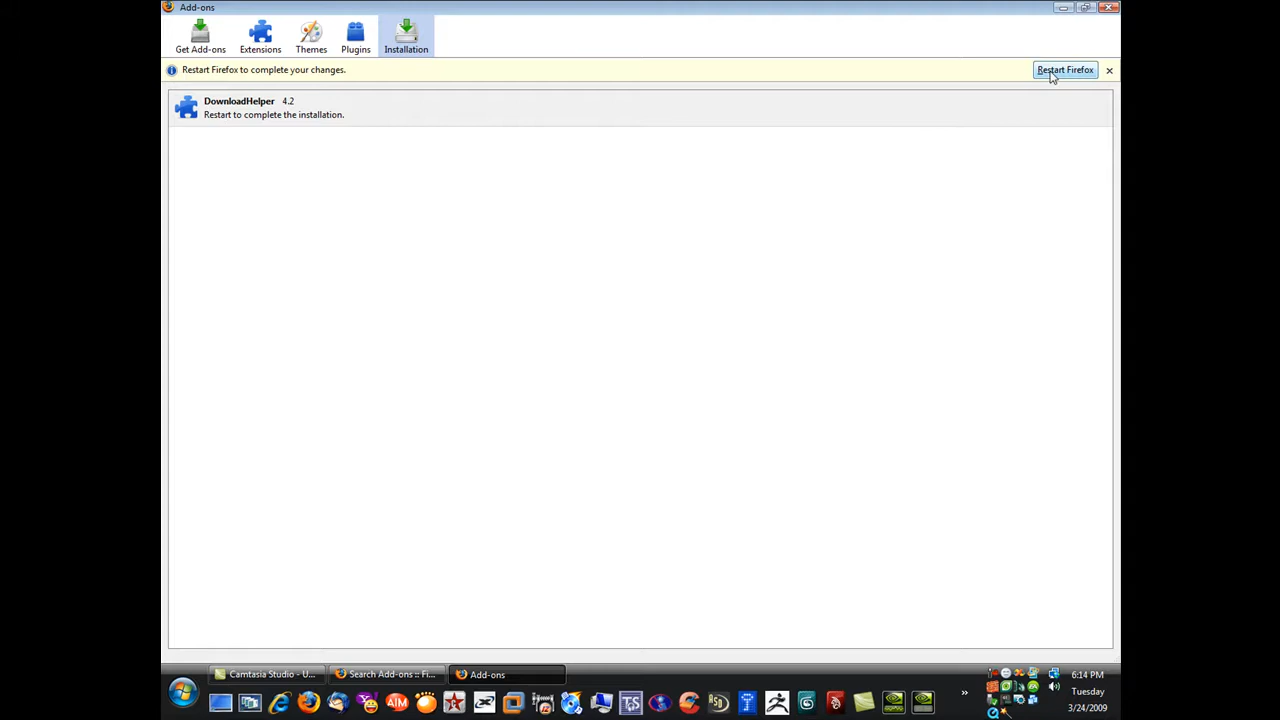 Add-ons
Get Add-ons Extensions Themes Plugins Installation
Restart Firefox to complete your changes. Restart Firefox
DownloadHelper 4.2
Restart to complete the installation.
Camtasia Studio - U... Search Add-ons :: Fi... Add-ons
6:14 PM
Tuesday
3/24/2009
AIM
TS